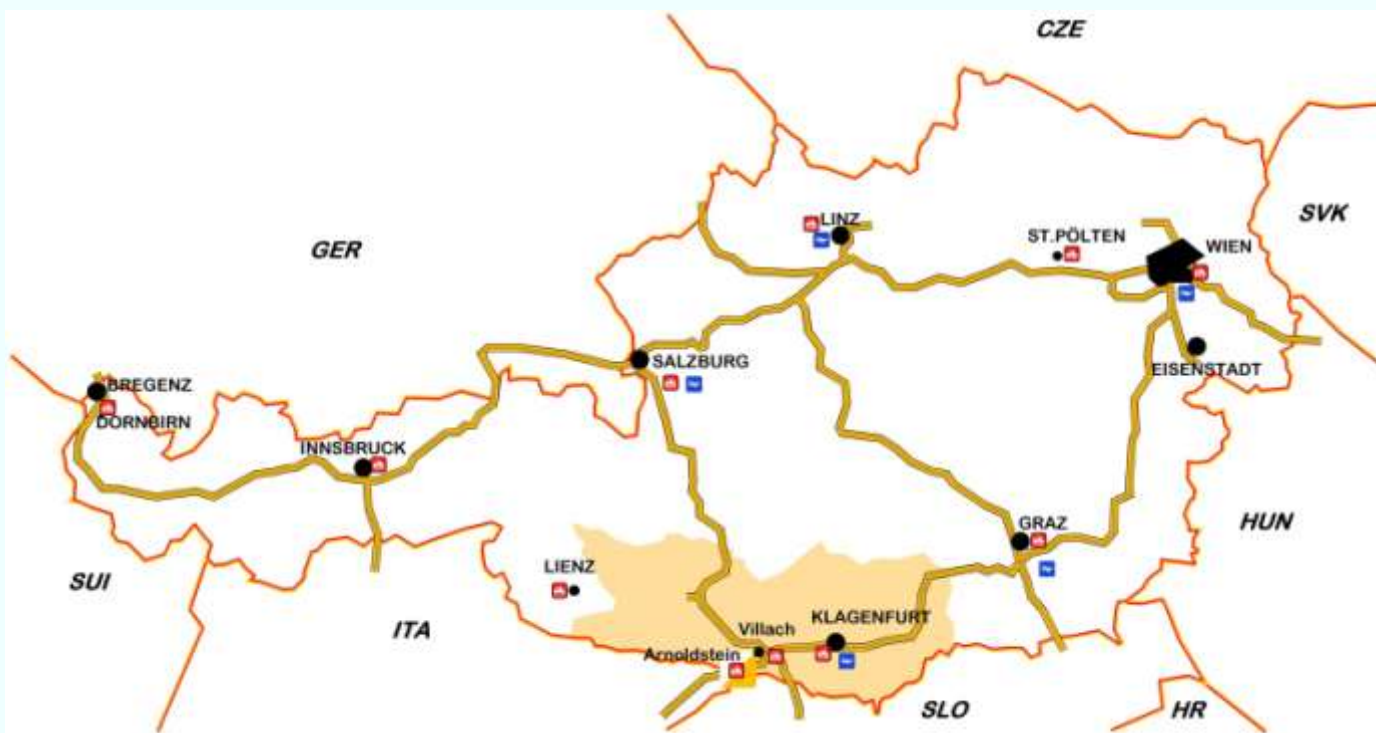 CZE
SVK
LINZ
ST.PÖLTEN
WIEN
GER
SALZBURG
EISENSTADT
BREGENZ
DORNBIRN
INNSBRUCK
GRAZ
HUN
LIENZ
SUI
ITA
KLAGENFURT
Villach
Arnoldstein
SLO
HR